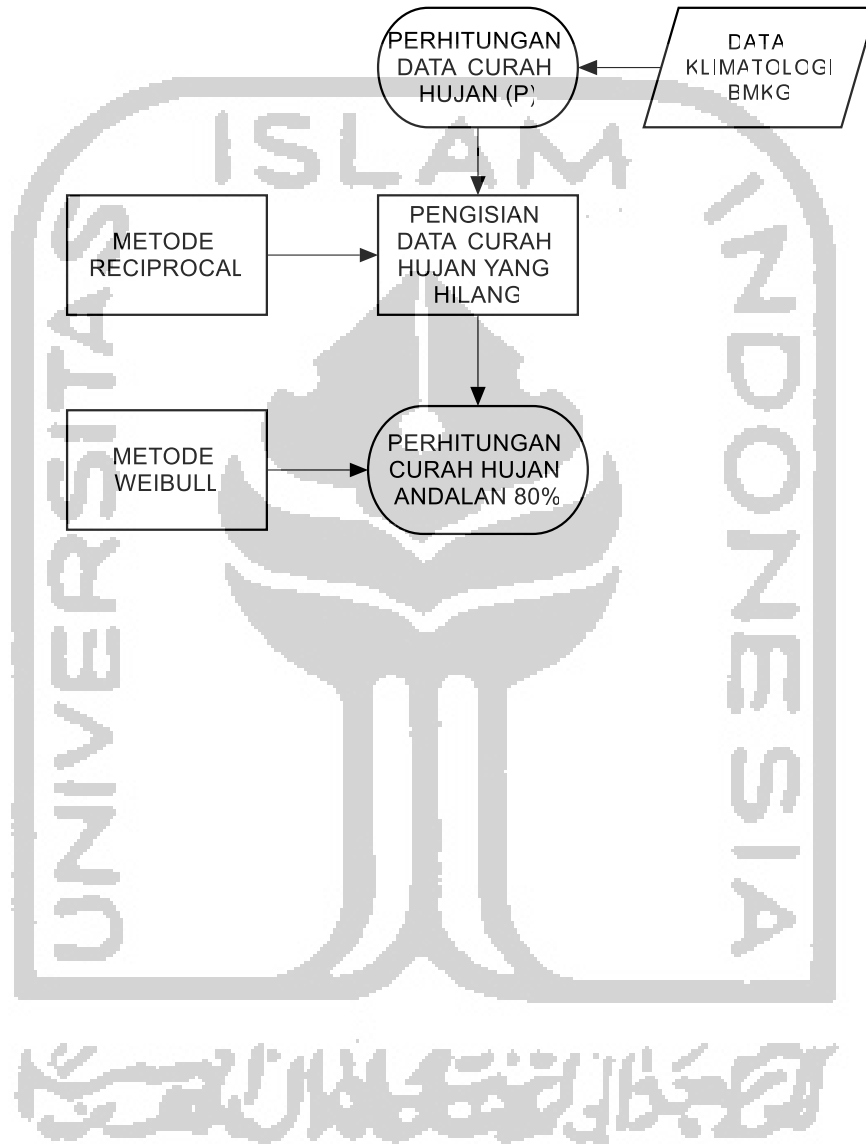 PERHITUNGAN
DATA CURAH
HUJAN (P)
DATA
KLIMATOLOGI
BMKG
ISLAM
UNIVERSITAS
INDONESIA
METODE
RECIPROCAL
PENGISIAN
DATA CURAH
HUJAN YANG
HILANG
METODE
WEIBULL
PERHITUNGAN
CURAH HUJAN
ANDALAN 80%